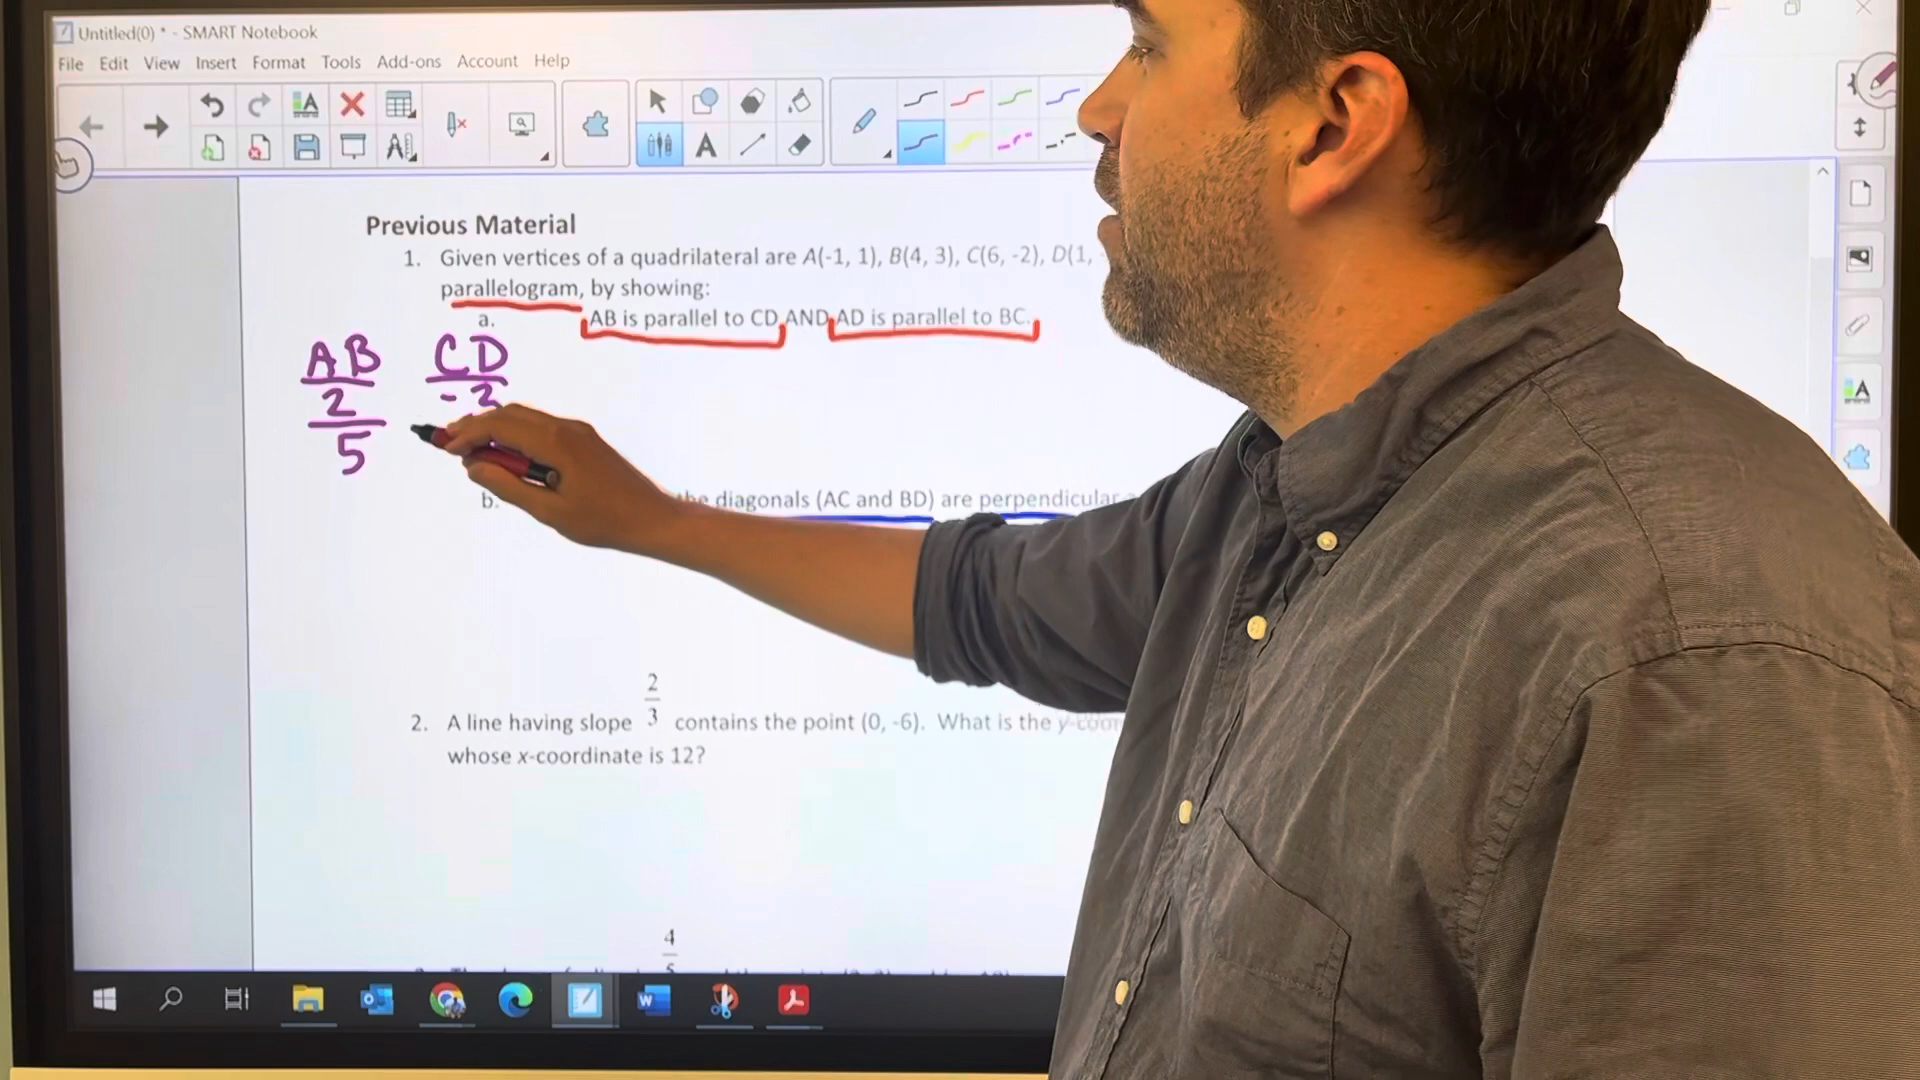 Untitled(0) * - SMART Notebook
File Edit View Insert Format Tools Add-ons Account Help
Previous Material
1. Given vertices of a quadrilateral are A(-1, 1), B(4, 3), C(6, -2), D(1,
parallelogram, by showing:
a. AB is parallel to CD AND AD is parallel to BC.
AB CD
2 -2
5
b. the diagonals (AC and BD) are perpendicular
2. A line having slope 2/3 contains the point (0, -6). What is the y-coor
whose x-coordinate is 12?
4
5